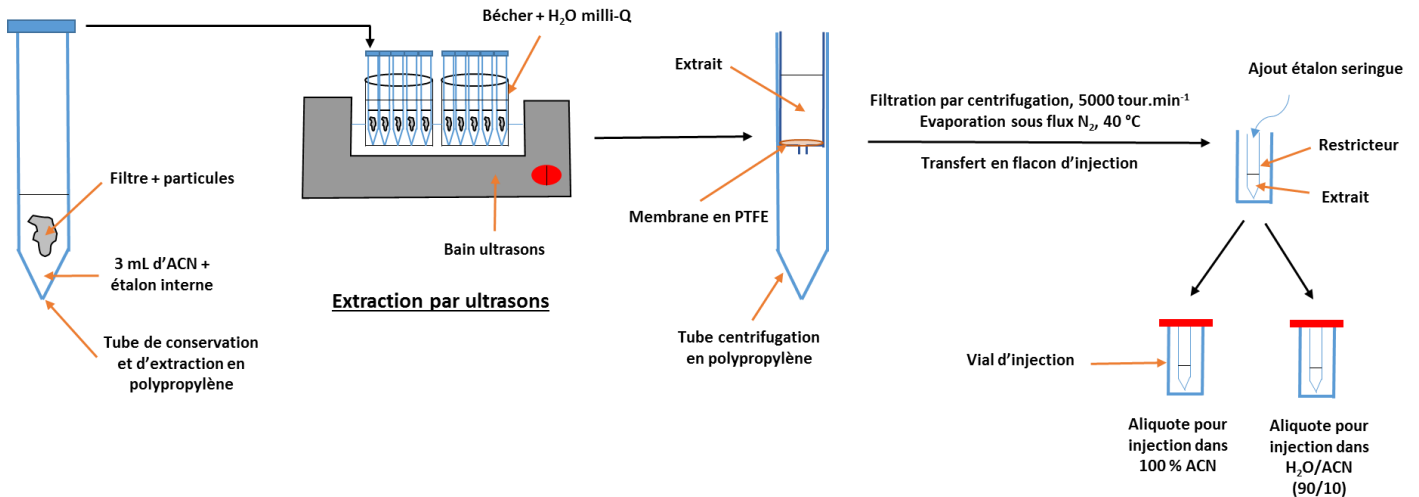 Filtre + particules
3 mL d'ACN +
étalon interne
Tube de conservation
et d'extraction en
polypropylène
Bécher + H₂O milli-Q
Bain ultrasons
Extraction par ultrasons
Extrait
Membrane en PTFE
Tube centrifugation
en polypropylène
Filtration par centrifugation, 5000 tour.min⁻¹
Evaporation sous flux N₂, 40 °C
Transfert en flacon d'injection
Ajout étalon seringue
Restricteur
Extrait
Vial d'injection
Aliquote pour
injection dans
100 % ACN
Aliquote pour
injection dans
H₂O/ACN
(90/10)